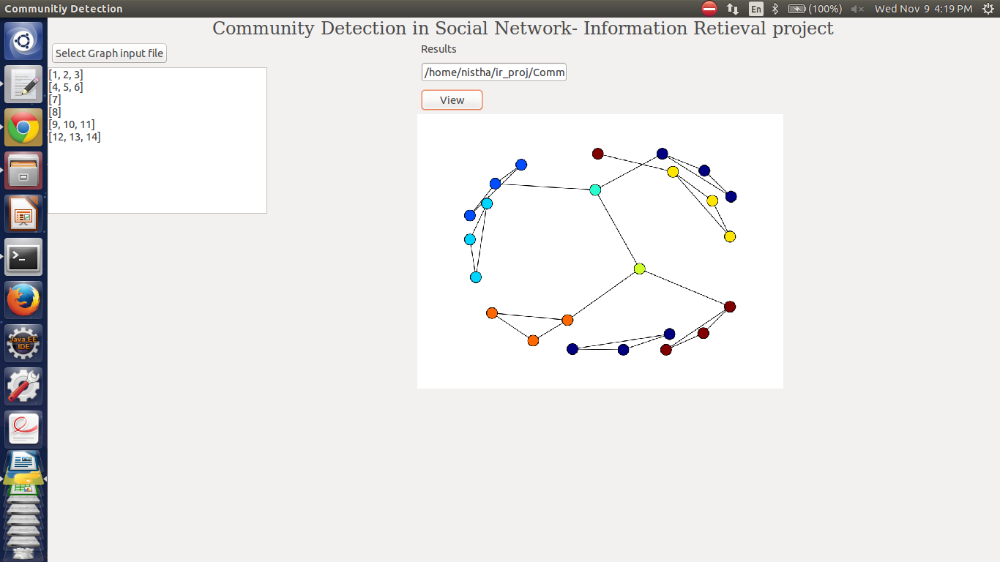 Communitiy Detection
En
(100%)
Wed Nov 9 4:19 PM
Community Detection in Social Network- Information Retieval project
Select Graph input file
[1, 2, 3]
[4, 5, 6]
[7]
[8]
[9, 10, 11]
[12, 13, 14]
Results
/home/nistha/ir_proj/Comm
View
>_
Java EE
IDE